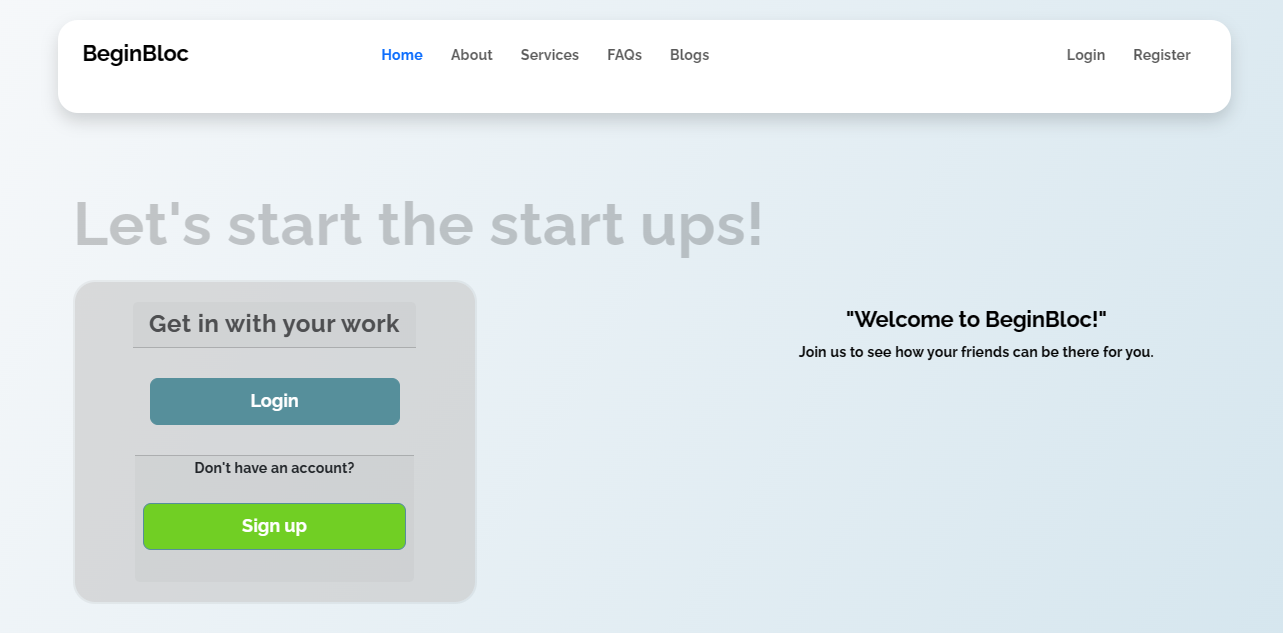 BeginBloc Home About Services FAQs Blogs Login Register
Let's start the start ups!
Get in with your work
Login
Don't have an account?
Sign up
"Welcome to BeginBloc!"
Join us to see how your friends can be there for you.